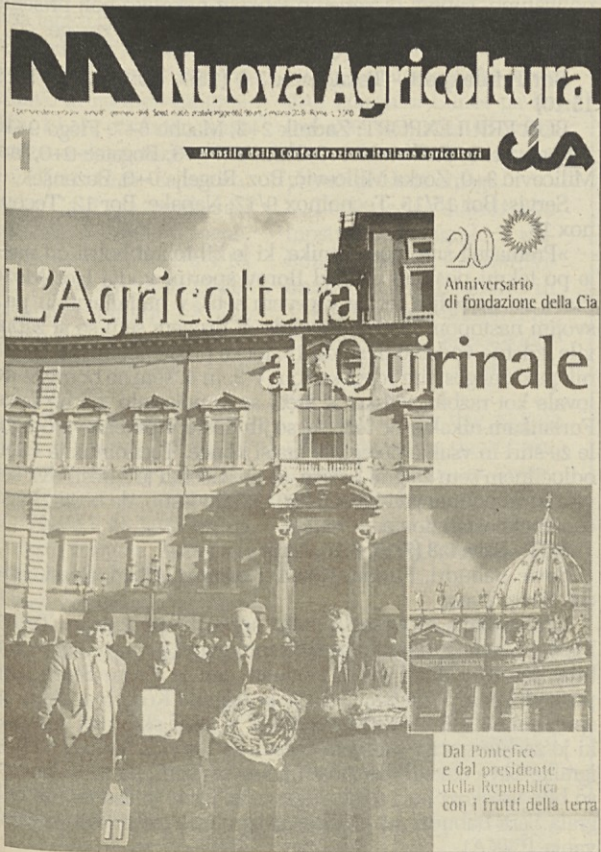 NA Nuova Agricoltura
1
Mensile della Confederazione italiana agricoltori
CIA
20
Anniversario
di fondazione della Cia
L'Agricoltura
al Quirinale
Dal Pontefice
e dal presidente
della Repubblica
con i frutti della terra